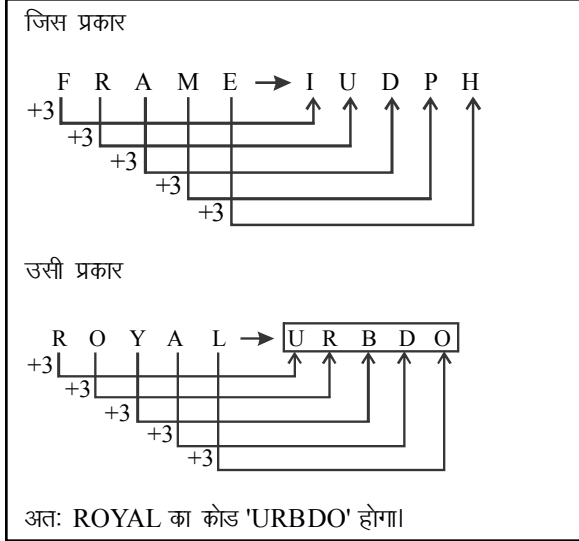 जिस प्रकार
F R A M E → I U D P H
+3
+3
+3
+3
+3
उसी प्रकार
R O Y A L → U R B D O
+3
+3
+3
+3
+3
अतः ROYAL का कोड 'URBDO' होगा।